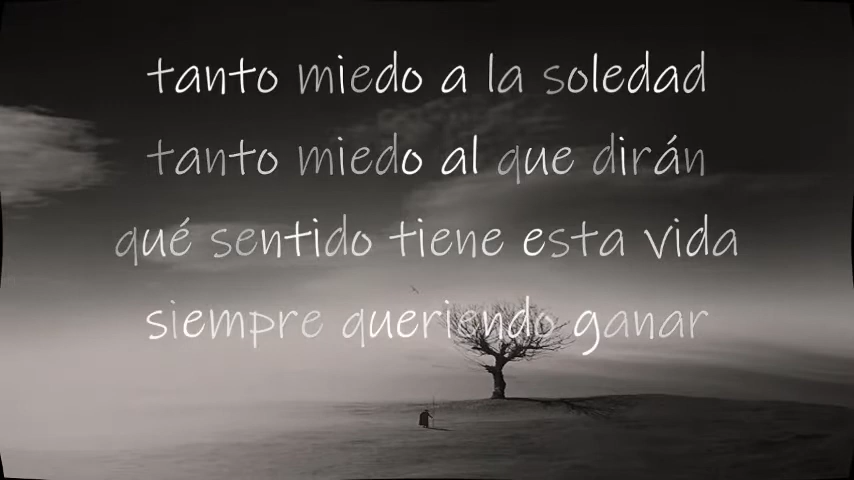 tanto miedo a la soledad
tanto miedo al que dirán
qué sentido tiene esta vida
siempre queriendo ganar